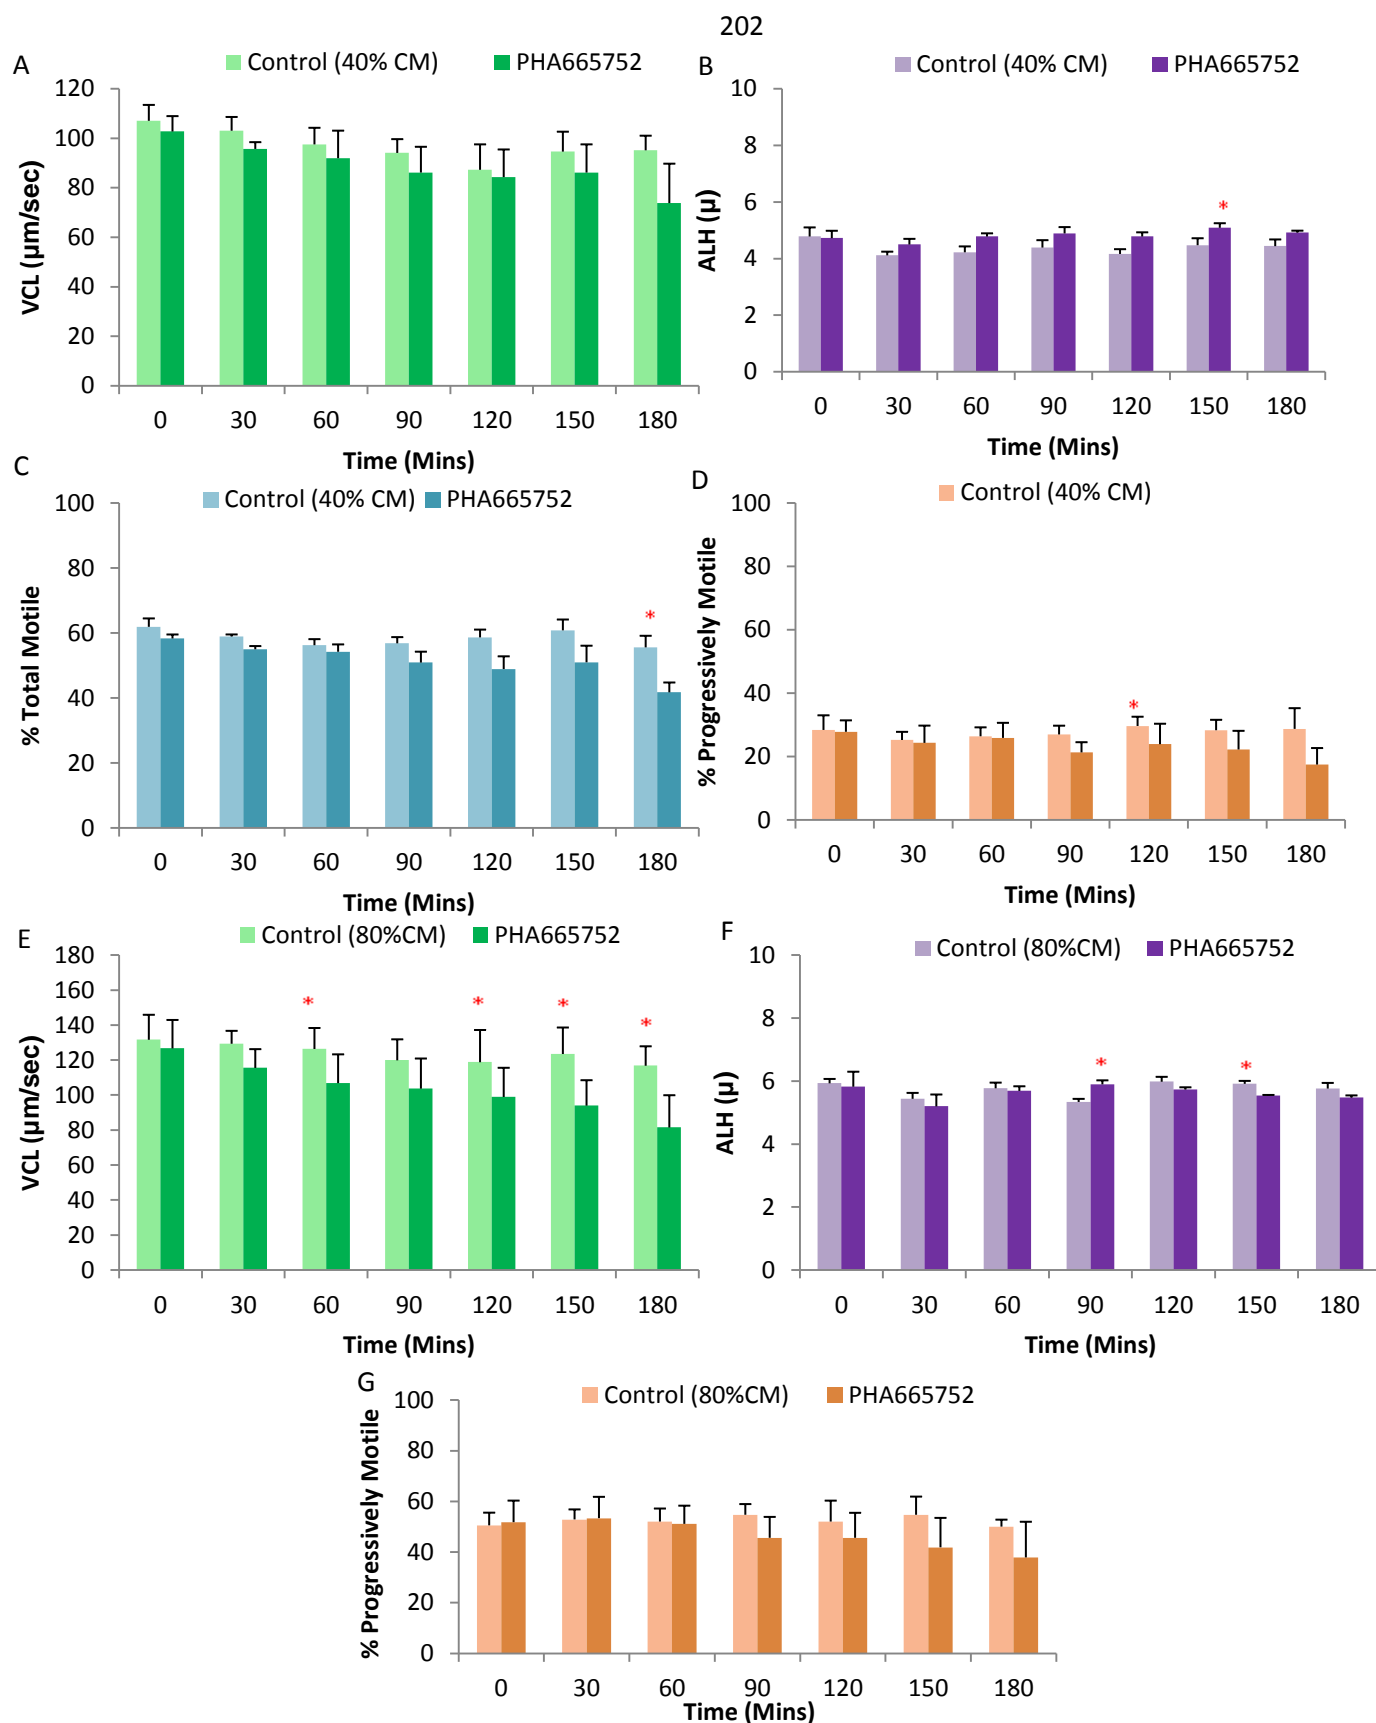 202
A
Control (40% CM) PHA665752
120
100
80
60
40
20
0
VCL (µm/sec)
0 30 60 90 120 150 180
Time (Mins)
B
Control (40% CM) PHA665752
10
8
6
4
2
0
ALH (µ)
*
0 30 60 90 120 150 180
Time (Mins)
C
Control (40% CM) PHA665752
100
80
60
40
20
0
% Total Motile
*
0 30 60 90 120 150 180
Time (Mins)
D
Control (40% CM)
100
80
60
40
20
0
% Progressively Motile
*
0 30 60 90 120 150 180
Time (Mins)
E
Control (80%CM) PHA665752
180
160
140
120
100
80
60
40
20
0
VCL (µm/sec)
* * * *
0 30 60 90 120 150 180
Time (Mins)
F
Control (80%CM) PHA665752
10
8
6
4
2
0
ALH (µ)
* *
0 30 60 90 120 150 180
Time (Mins)
G
Control (80%CM) PHA665752
100
80
60
40
20
0
% Progressively Motile
0 30 60 90 120 150 180
Time (Mins)